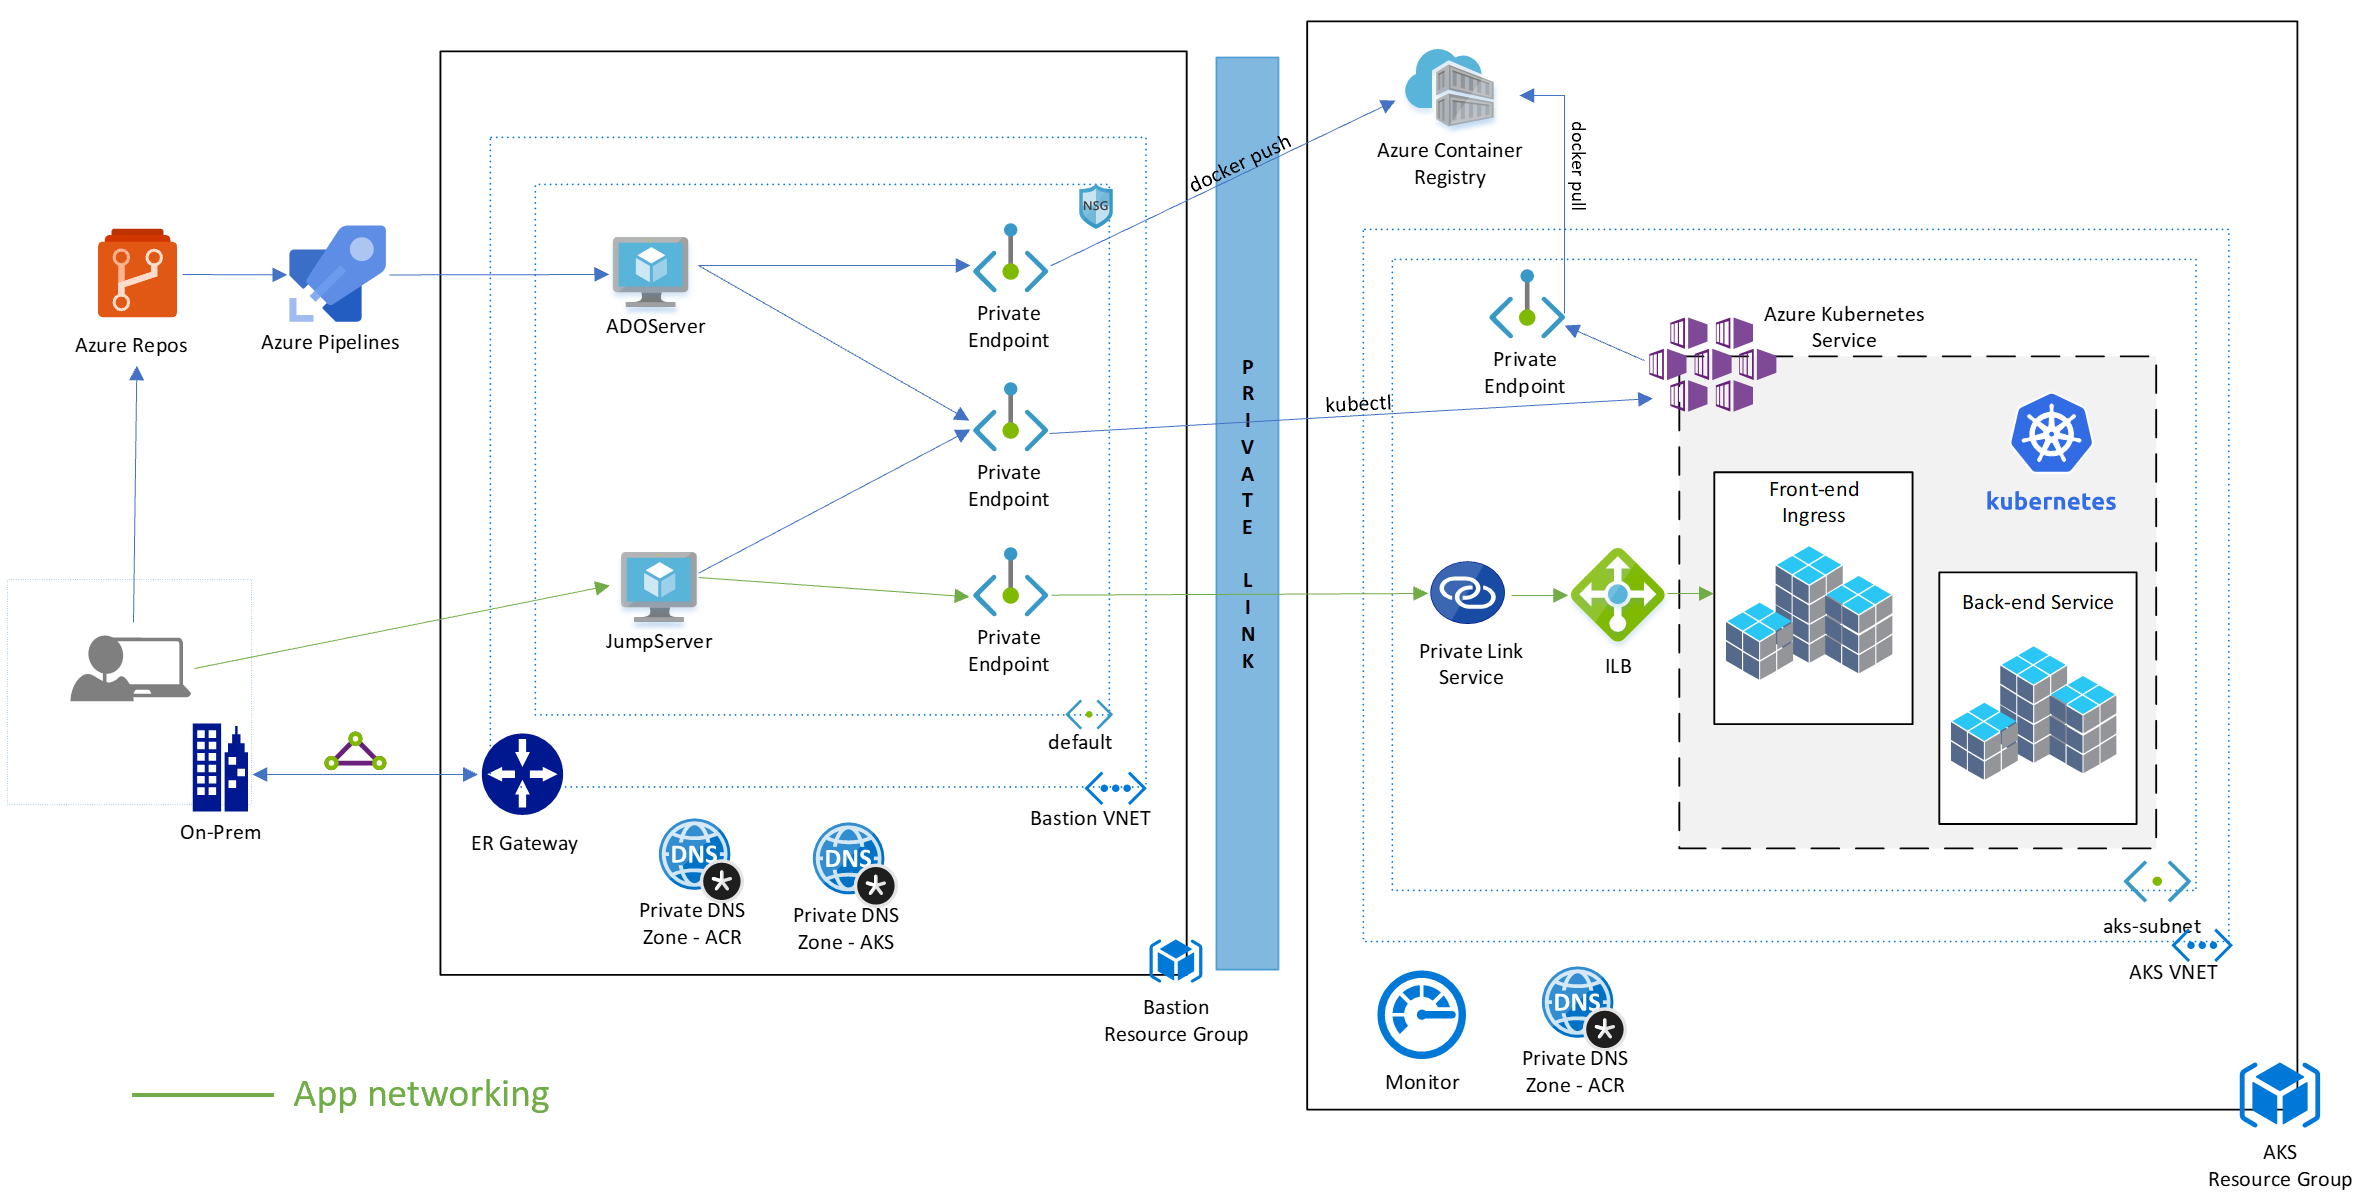 Azure Repos
Azure Pipelines
On-Prem
ER Gateway
NSG
ADOServer
JumpServer
Private
Endpoint
Private
Endpoint
Private
Endpoint
default
Bastion VNET
DNS
Private DNS
Zone - ACR
DNS
Private DNS
Zone - AKS
Bastion
Resource Group
PRIVATE LINK
docker push
kubectl
Azure Container
Registry
docker pull
Private
Endpoint
Azure Kubernetes
Service
kubernetes
Front-end
Ingress
Back-end Service
Private Link
Service
ILB
aks-subnet
AKS VNET
Monitor
DNS
Private DNS
Zone - ACR
AKS
Resource Group
App networking